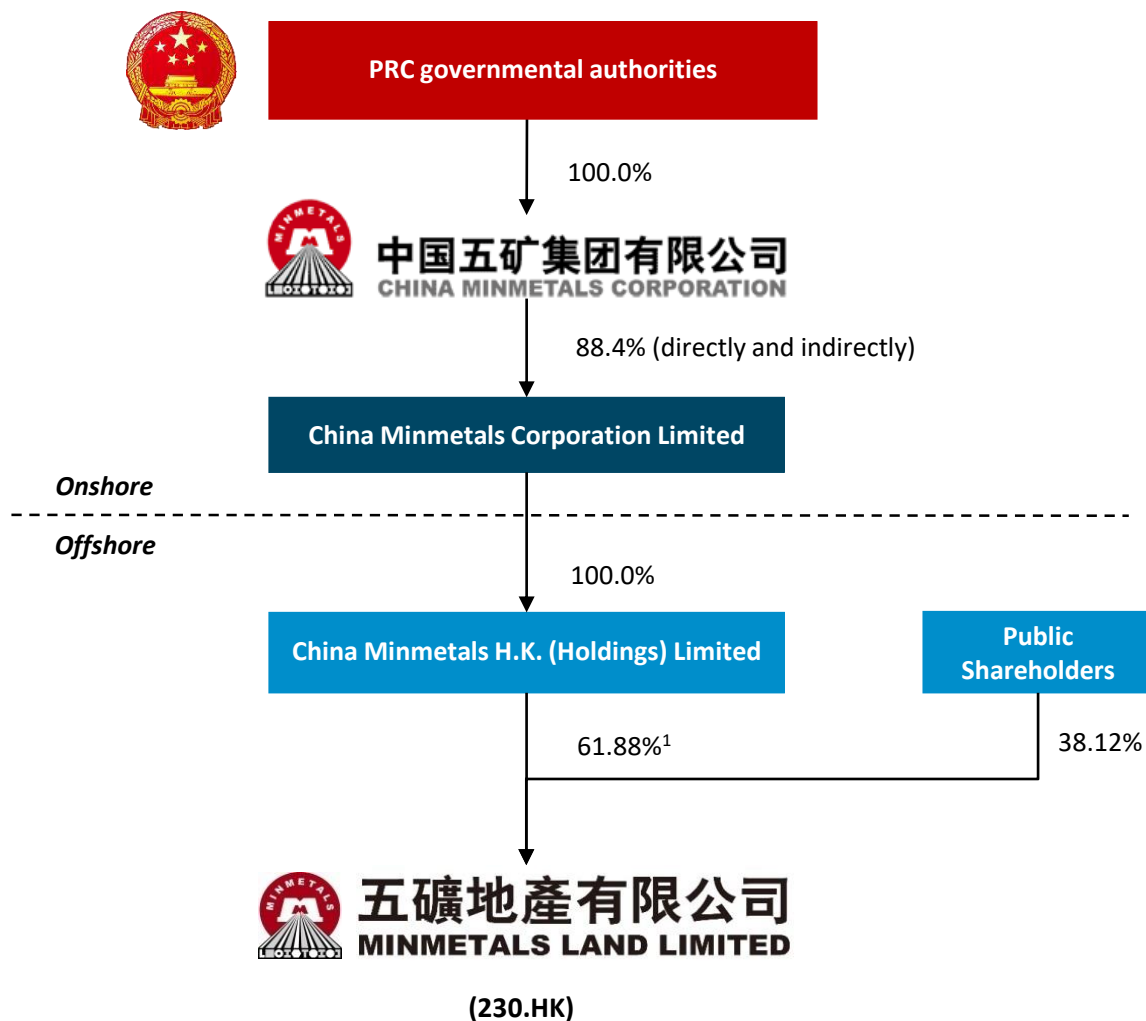 PRC governmental authorities
100.0%
MINMETALS
中国五矿集团有限公司
CHINA MINMETALS CORPORATION
88.4% (directly and indirectly)
China Minmetals Corporation Limited
Onshore
Offshore
100.0%
China Minmetals H.K. (Holdings) Limited
Public
Shareholders
61.88%¹
38.12%
MINMETALS
五礦地產有限公司
MINMETALS LAND LIMITED
(230.HK)